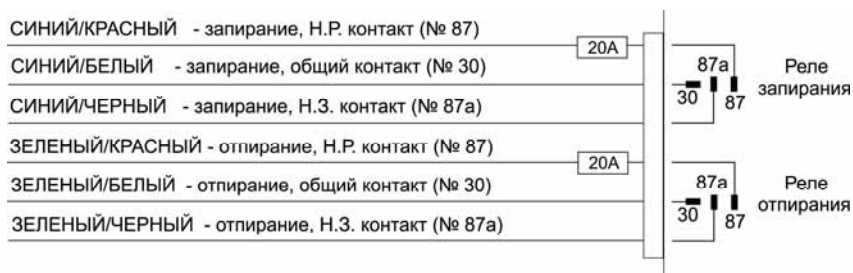 СИНИЙ/КРАСНЫЙ - запирание, Н.Р. контакт (№ 87)
20А
СИНИЙ/БЕЛЫЙ - запирание, общий контакт (№ 30)
СИНИЙ/ЧЕРНЫЙ - запирание, Н.З. контакт (№ 87а)
ЗЕЛЕНЫЙ/КРАСНЫЙ - отпирание, Н.Р. контакт (№ 87)
20А
ЗЕЛЕНЫЙ/БЕЛЫЙ - отпирание, общий контакт (№ 30)
ЗЕЛЕНЫЙ/ЧЕРНЫЙ - отпирание, Н.З. контакт (№ 87а)
87а
30
87
Реле
запирания
87а
30
87
Реле
отпирания